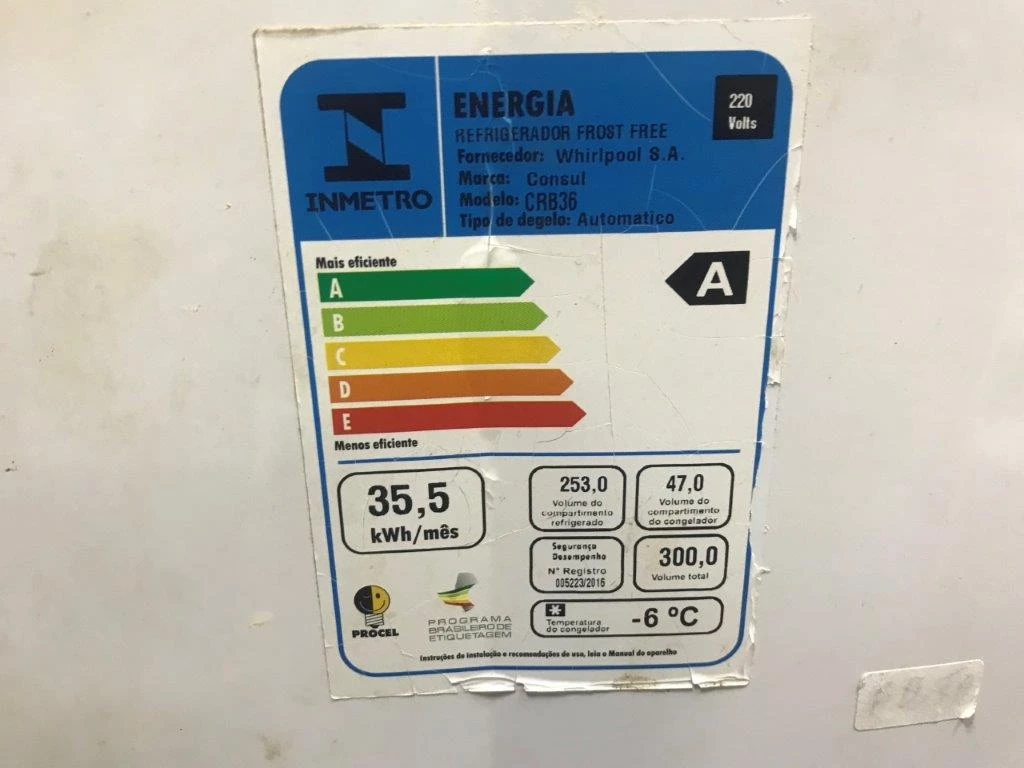 INMETRO
ENERGIA
REFRIGERADOR FROST FREE
Fornecedor: Whirlpool S.A.
Marca: Consul
Modelo: CRB36
Tipo de degelo: Automatico
220
Volts
Mais eficiente
A
A
B
C
D
E
Menos eficiente
35,5
kWh/mês
253,0
Volume do
compartimento
refrigerado
47,0
Volume do
compartimento
do congelador
Segurança
Desempenho
N° Registro
005223/2016
300,0
Volume total
Temperatura
do congelador
-6 ºC
PROCEL
PROGRAMA
BRASILEIRO DE
ETIQUETAGEM
Instruções de instalação e recomendações de uso, leia o Manual do aparelho